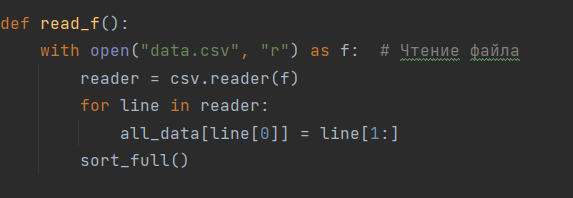 def read_f():
    with open("data.csv", "r") as f:  # Чтение файла
        reader = csv.reader(f)
        for line in reader:
            all_data[line[0]] = line[1:]
        sort_full()